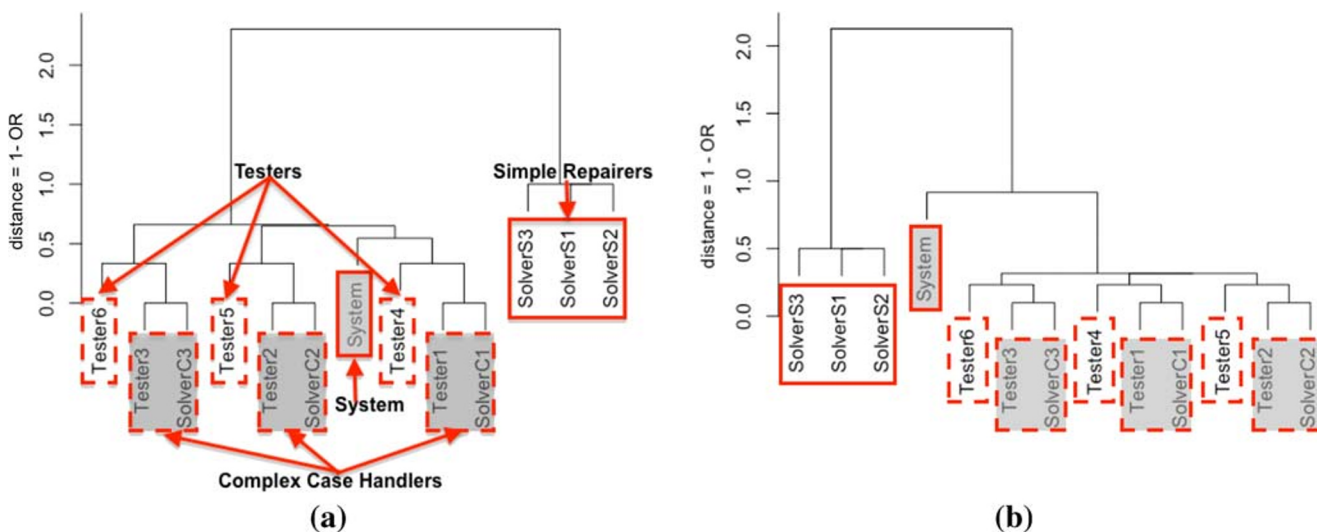 distance = 1- OR
2.0
1.5
1.0
0.5
0.0
Testers
Simple Repairers
SolverS3
SolverS1
SolverS2
Tester6
Tester3
SolverC3
Tester5
Tester2
SolverC2
System
Tester4
Tester1
SolverC1
System
Complex Case Handlers
(a)
distance = 1 - OR
2.0
1.5
1.0
0.5
0.0
SolverS3
SolverS1
SolverS2
System
Tester6
Tester3
SolverC3
Tester4
Tester1
SolverC1
Tester5
Tester2
SolverC2
(b)